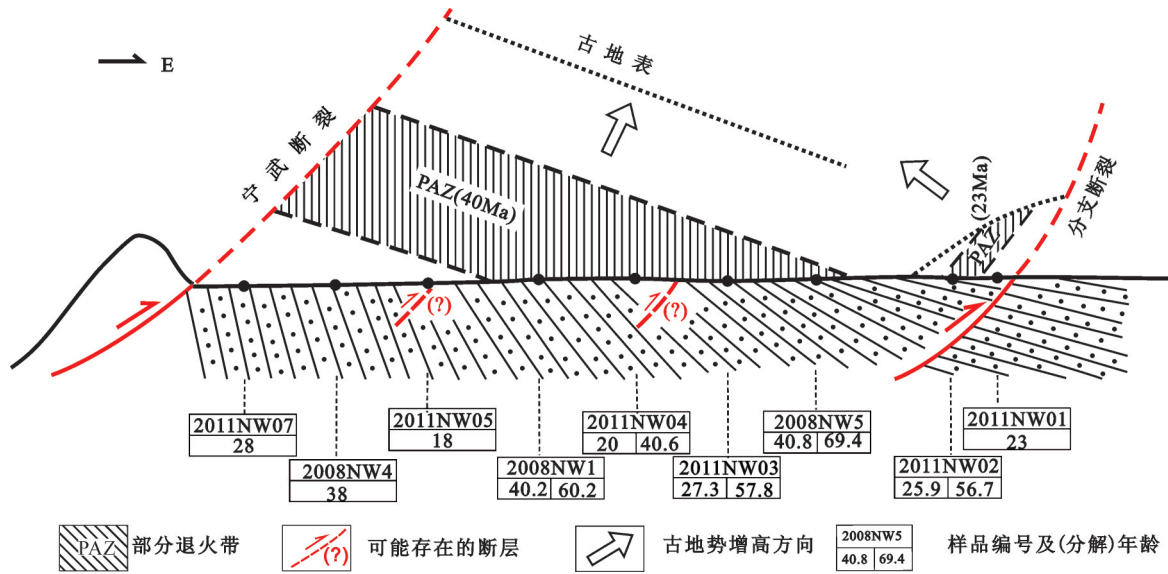 古地表
E
宁武断裂
PAZ(40Ma)
PAZ(23Ma)
分支断裂
(?)
(?)
2011NW07
28
2008NW4
38
2011NW05
18
2008NW1
40.2 60.2
2011NW04
20 40.6
2011NW03
27.3 57.8
2008NW5
40.8 69.4
2011NW02
25.9 56.7
2011NW01
23
PAZ 部分退火带
(?) 可能存在的断层
古地势增高方向
2008NW5
40.8 69.4
样品编号及(分解)年龄